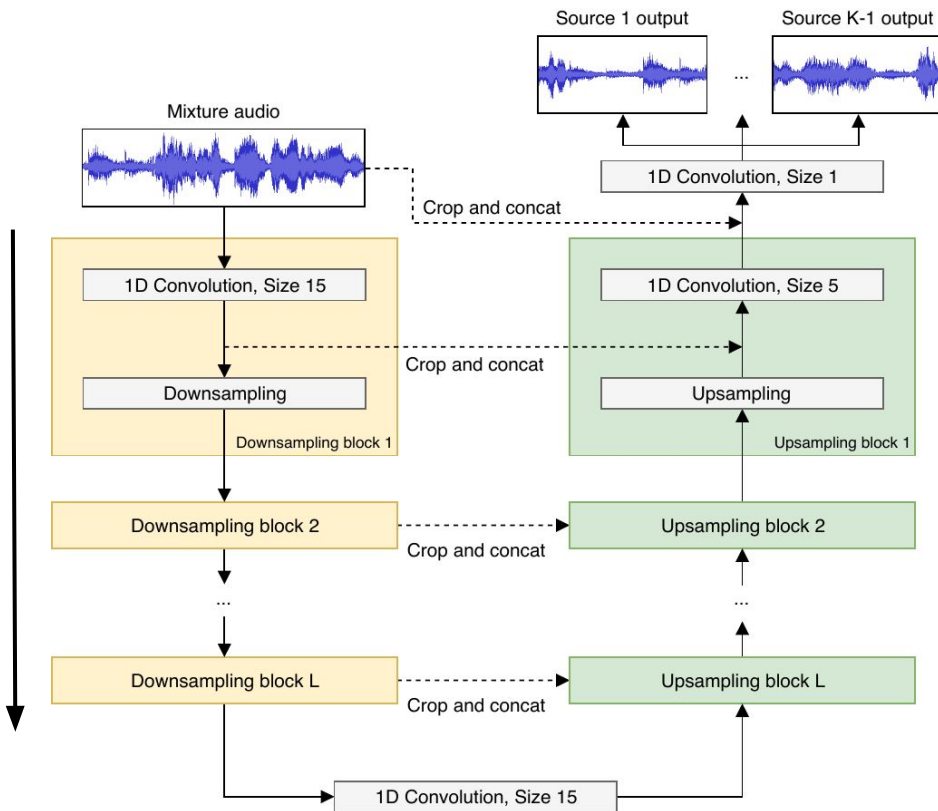 Source 1 output
Source K-1 output
...
Mixture audio
1D Convolution, Size 1
Crop and concat
1D Convolution, Size 15
1D Convolution, Size 5
Crop and concat
Downsampling
Upsampling
Downsampling block 1
Upsampling block 1
Downsampling block 2
Upsampling block 2
Crop and concat
...
...
Downsampling block L
Upsampling block L
Crop and concat
1D Convolution, Size 15